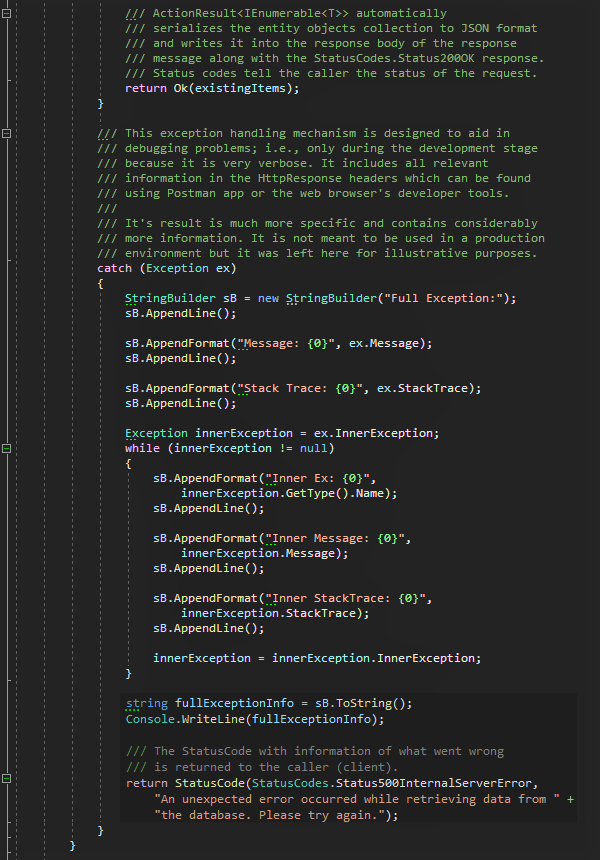 /// ActionResult<IEnumerable<T>> automatically
/// serializes the entity objects collection to JSON format
/// and writes it into the response body of the response
/// message along with the StatusCodes.Status200OK response.
/// Status codes tell the caller the status of the request.
return Ok(existingItems);
}
/// This exception handling mechanism is designed to aid in
/// debugging problems; i.e., only during the development stage
/// because it is very verbose. It includes all relevant
/// information in the HttpResponse headers which can be found
/// using Postman app or the web browser's developer tools.
///
/// It's result is much more specific and contains considerably
/// more information. It is not meant to be used in a production
/// environment but it was left here for illustrative purposes.
catch (Exception ex)
{
StringBuilder sB = new StringBuilder("Full Exception:");
sB.AppendLine();
sB.AppendFormat("Message: {0}", ex.Message);
sB.AppendLine();
sB.AppendFormat("Stack Trace: {0}", ex.StackTrace);
sB.AppendLine();
Exception innerException = ex.InnerException;
while (innerException != null)
{
sB.AppendFormat("Inner Ex: {0}",
innerException.GetType().Name);
sB.AppendLine();
sB.AppendFormat("Inner Message: {0}",
innerException.Message);
sB.AppendLine();
sB.AppendFormat("Inner StackTrace: {0}",
innerException.StackTrace);
sB.AppendLine();
innerException = innerException.InnerException;
}
string fullExceptionInfo = sB.ToString();
Console.WriteLine(fullExceptionInfo);
/// The StatusCode with information of what went wrong
/// is returned to the caller (client).
return StatusCode(StatusCodes.Status500InternalServerError,
"An unexpected error occurred while retrieving data from " +
"the database. Please try again.");
}
}